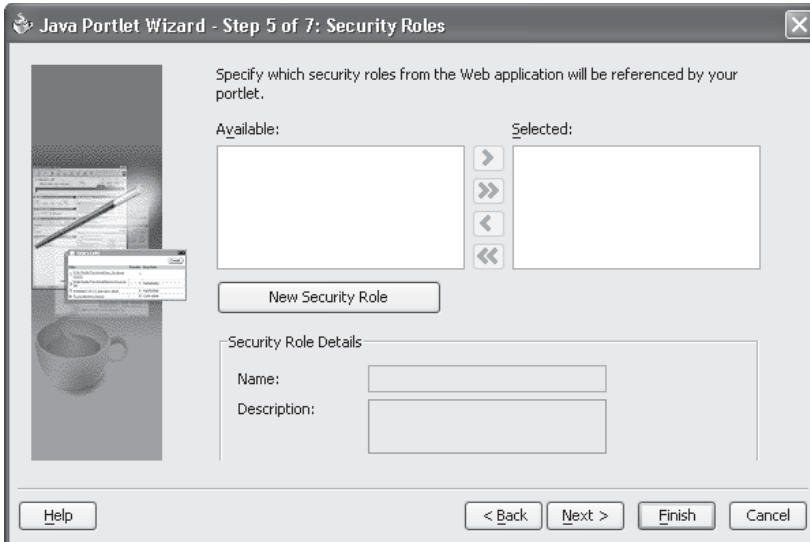 Java Portlet Wizard - Step 5 of 7: Security Roles
Specify which security roles from the Web application will be referenced by your
portlet.
Available:
Selected:
New Security Role
Security Role Details
Name:
Description:
Help
< Back
Next >
Finish
Cancel